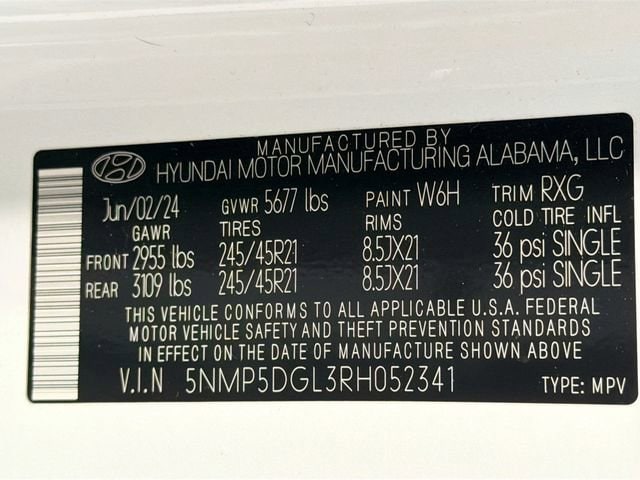 MANUFACTURED BY
HYUNDAI MOTOR MANUFACTURING ALABAMA, LLC
Jun/02/24 GVWR 5677 lbs PAINT W6H TRIM RXG
GAWR TIRES RIMS COLD TIRE INFL
FRONT 2955 lbs 245/45R21 8.5JX21 36 psi SINGLE
REAR 3109 lbs 245/45R21 8.5JX21 36 psi SINGLE
THIS VEHICLE CONFORMS TO ALL APPLICABLE U.S.A. FEDERAL
MOTOR VEHICLE SAFETY AND THEFT PREVENTION STANDARDS
IN EFFECT ON THE DATE OF MANUFACTURE SHOWN ABOVE
V.I.N 5NMP5DGL3RH052341 TYPE: MPV